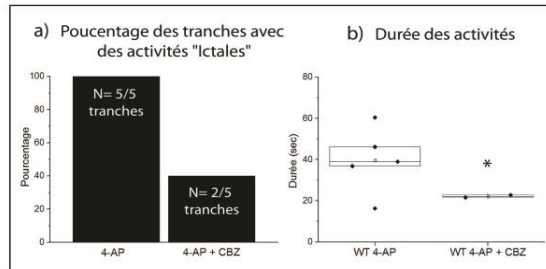 a) Poucentage des tranches avec
des activités "Ictales"
Pourcentage
100
80
60
40
20
0
N= 5/5
tranches
N= 2/5
tranches
4-AP
4-AP + CBZ
b) Durée des activités
Durée (sec)
80
60
40
20
0
*
WT 4-AP
WT 4-AP + CBZ